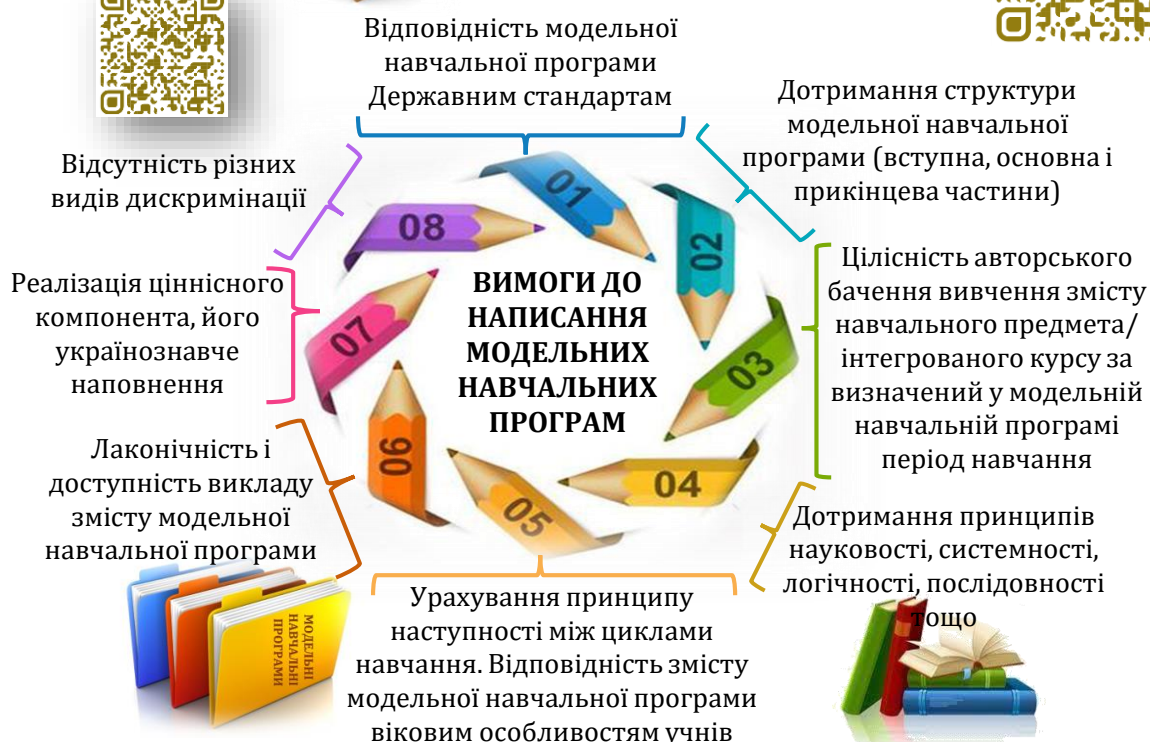 Відповідність модельної
навчальної програми
Державним стандартам
Дотримання структури
модельної навчальної
програми (вступна, основна і
прикінцева частини)
Цілісність авторського
бачення вивчення змісту
навчального предмета/
інтегрованого курсу за
визначений у модельній
навчальній програмі
період навчання
Дотримання принципів
науковості, системності,
логічності, послідовності
тощо
Урахування принципу
наступності між циклами
навчання. Відповідність змісту
модельної навчальної програми
віковим особливостям учнів
Лаконічність і
доступність викладу
змісту модельної
навчальної програми
Реалізація ціннісного
компонента, його
українознавче
наповнення
Відсутність різних
видів дискримінації
01
02
03
04
05
06
07
08
ВИМОГИ ДО
НАПИСАННЯ
МОДЕЛЬНИХ
НАВЧАЛЬНИХ
ПРОГРАМ
МОДЕЛЬНІ
НАВЧАЛЬНІ
ПРОГРАМИ